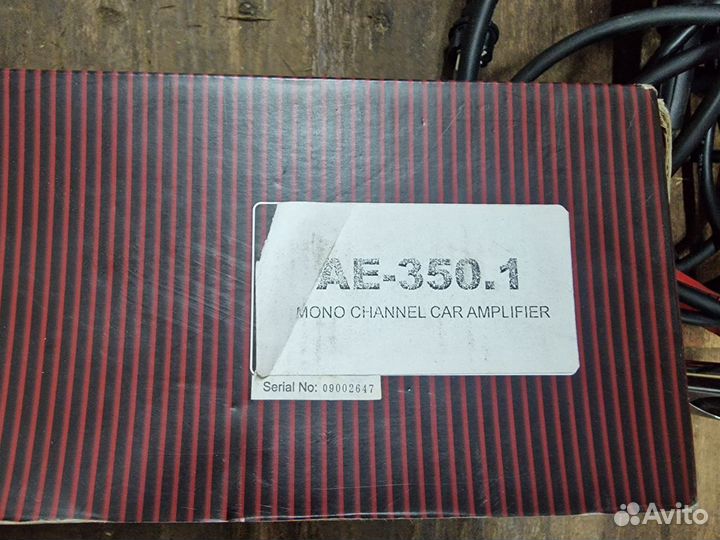 AE-350.1
MONO CHANNEL CAR AMPLIFIER
Serial No: 09002647
Avito